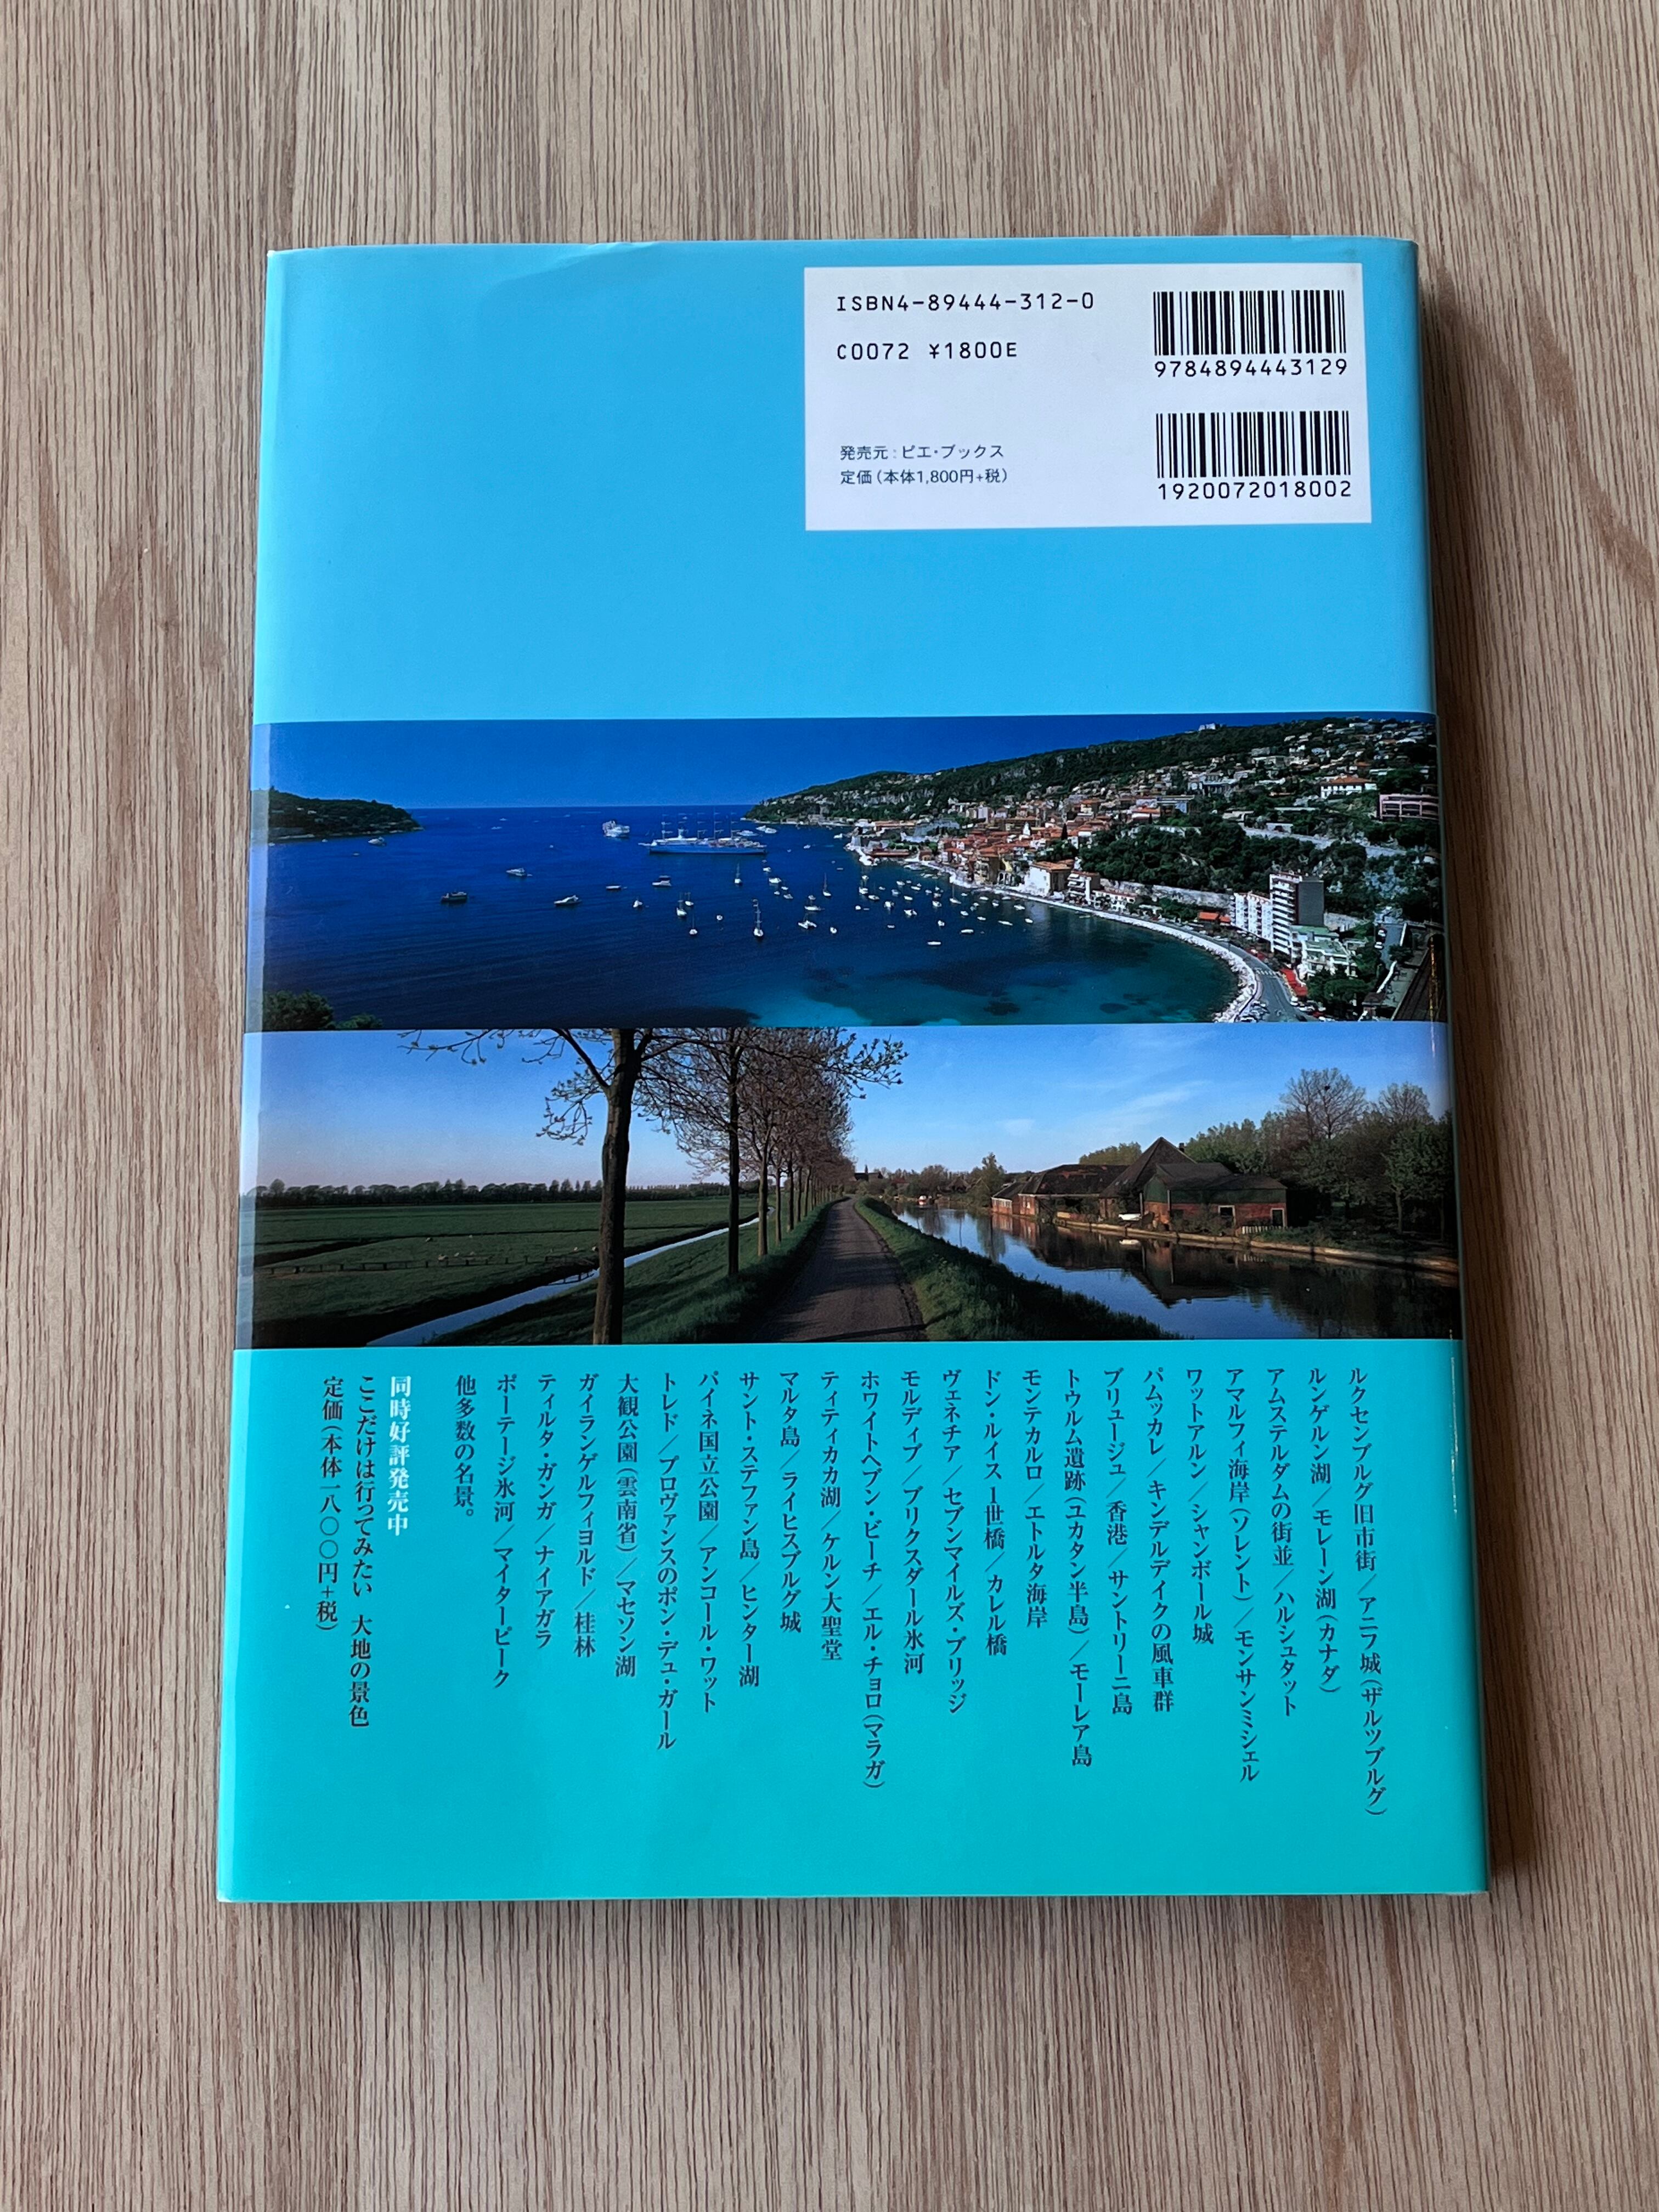 ISBN4-89444-312-0
C0072 ¥1800E
9784894443129
発売元：ピエ・ブックス
定価（本体1,800円+税）
1920072018002
ルクセンブルグ旧市街／アニフ城（ザルツブルグ）
ルンゲルン湖／モレーン湖（カナダ）
アムステルダムの街並／ハルシュタット
アマルフィ海岸（ソレント）／モンサンミシェル
ワットアルン／シャンボール城
パムッカレ／キンデルデイクの風車群
ブリュージュ／香港／サントリーニ島
トゥルム遺跡（ユカタン半島）／モーレア島
モンテカルロ／エトルタ海岸
ドン・ルイス1世橋／カレル橋
ヴェネチア／セブンマイルズ・ブリッジ
モルディブ／ブリクスダール氷河
ホワイトヘブン・ビーチ／エル・チョロ（マラガ）
ティティカカ湖／ケルン大聖堂
マルタ島／ライヒスブルグ城
サント・ステファン島／ヒンター湖
パイネ国立公園／アンコール・ワット
トレド／プロヴァンスのポン・デュ・ガール
大観公園（雲南省）／マセソン湖
ガイランゲルフィヨルド／桂林
ティルタ・ガンガ／ナイアガラ
ポーテージ氷河／マイターピーク
他多数の名景。
同時好評発売中
ここだけは行ってみたい 大地の景色
定価（本体一八〇〇円+税）